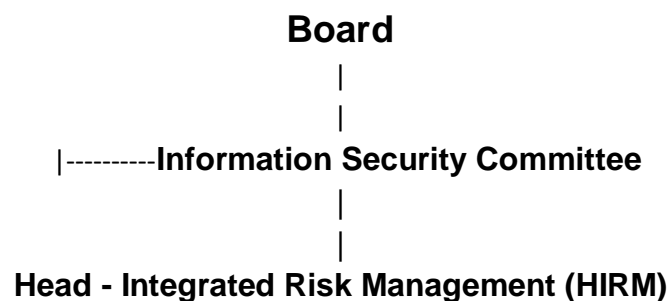 Board
|
|
|----------Information Security Committee
|
|
Head - Integrated Risk Management (HIRM)